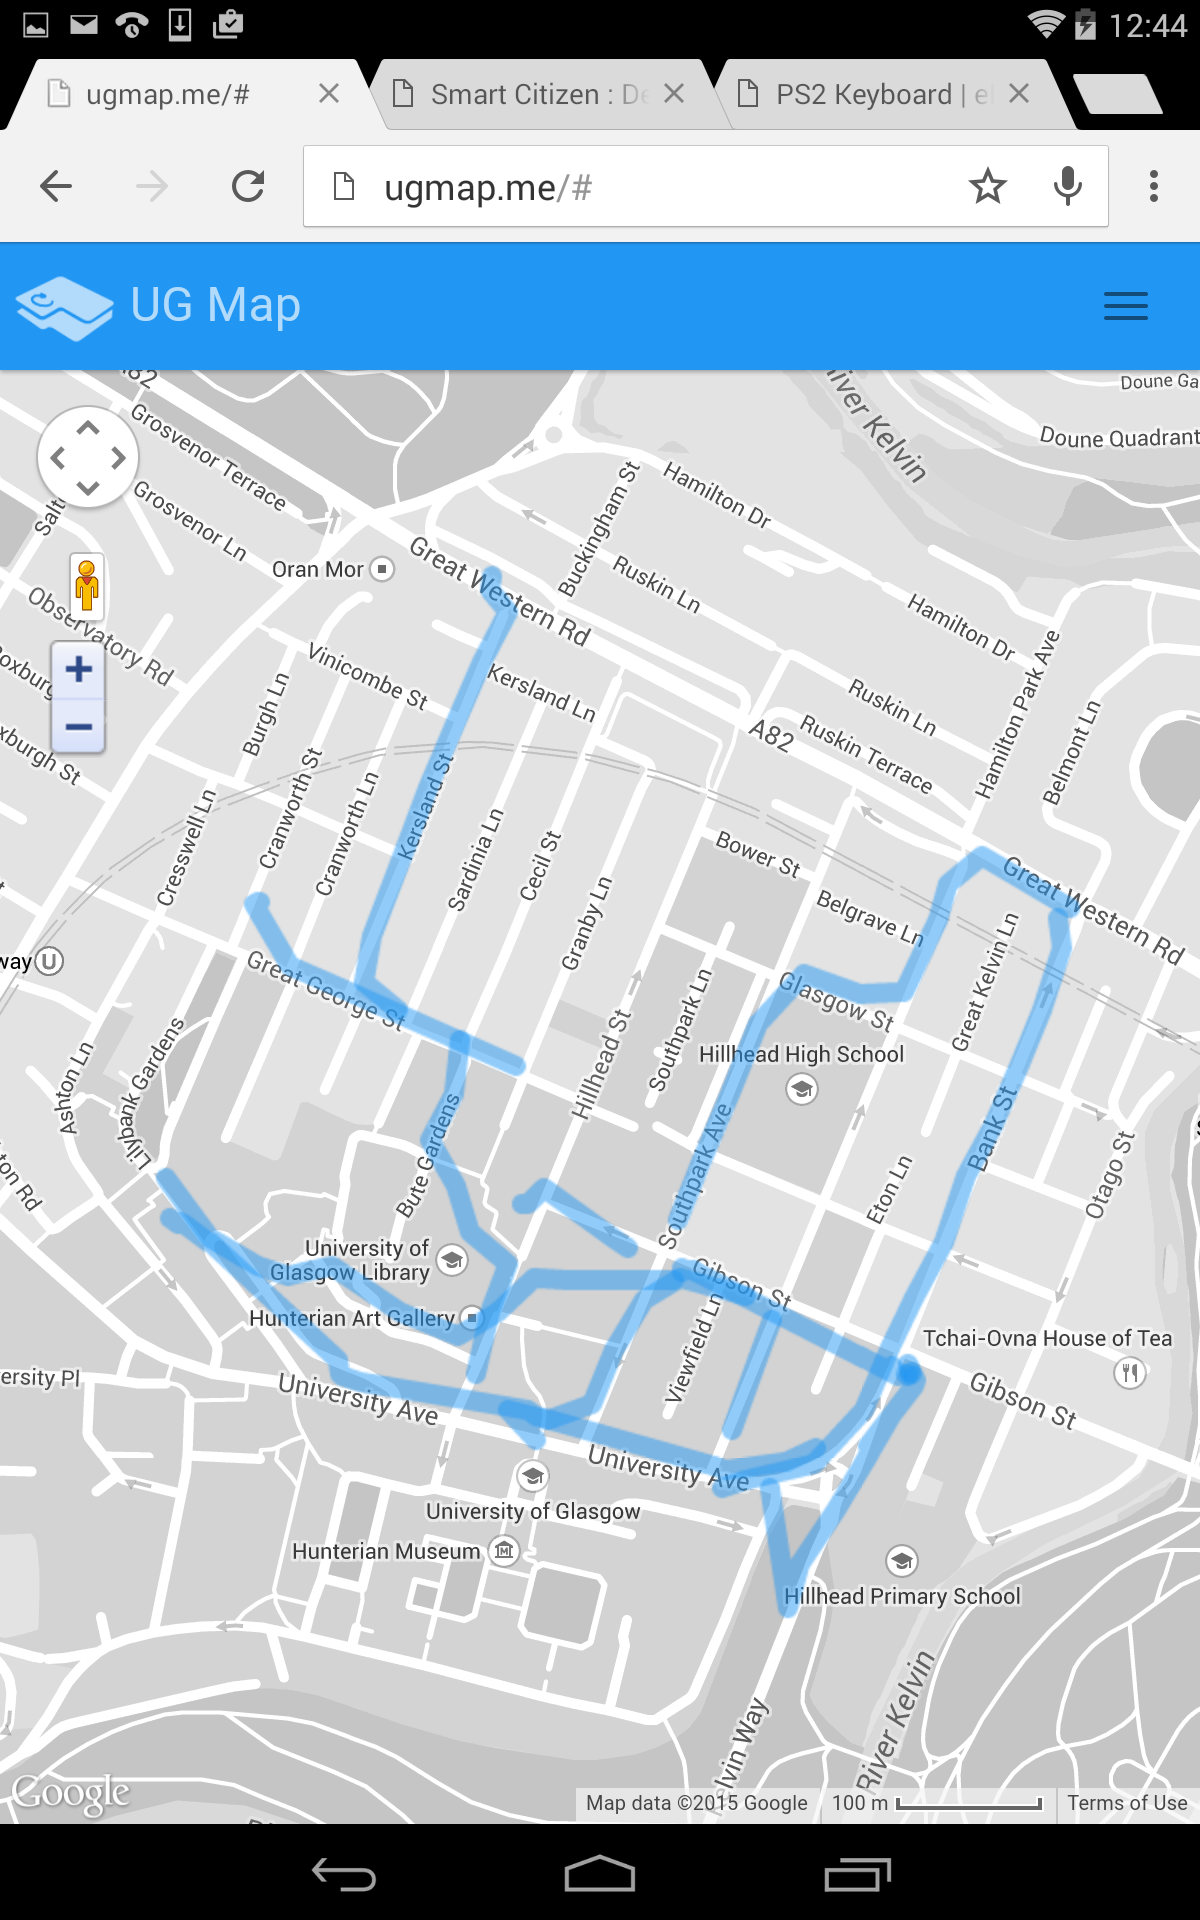 12:44
ugmap.me/#
Smart Citizen : De
PS2 Keyboard | e
ugmap.me/#
UG Map
Doune Ga
River Kelvin
Doune Quadrant
Grosvenor Terrace
Hamilton Dr
Grosvenor Ln
Buckingham St
Great Western Rd
Oran Mor
Ruskin Ln
Observatory Rd
Hamilton Dr
Hamilton Park Ave
Vinicombe St
Kersland Ln
Burgh Ln
Ruskin Ln
Belmont Ln
A82
Ruskin Terrace
xburgh St
Kersland St
Cranworth St
Cranworth Ln
Cresswell Ln
Sardinia Ln
Cecil St
Bower St
Great Western Rd
Granby Ln
Belgrave Ln
Great Kelvin Ln
way
U
Great George St
Glasgow St
Southpark Ln
Hillhead St
Hillhead High School
Ashton Ln
Lilybank Gardens
Bute Gardens
Southpark Ave
Bank St
Otago St
Eton Ln
ton Rd
University of
Glasgow Library
Gibson St
Hunterian Art Gallery
Viewfield Ln
Tchai-Ovna House of Tea
ersity Pl
University Ave
Gibson St
University Ave
University of Glasgow
Hunterian Museum
Hillhead Primary School
River Kelvin
elvin Way
Google
Map data ©2015 Google
100 m
Terms of Use